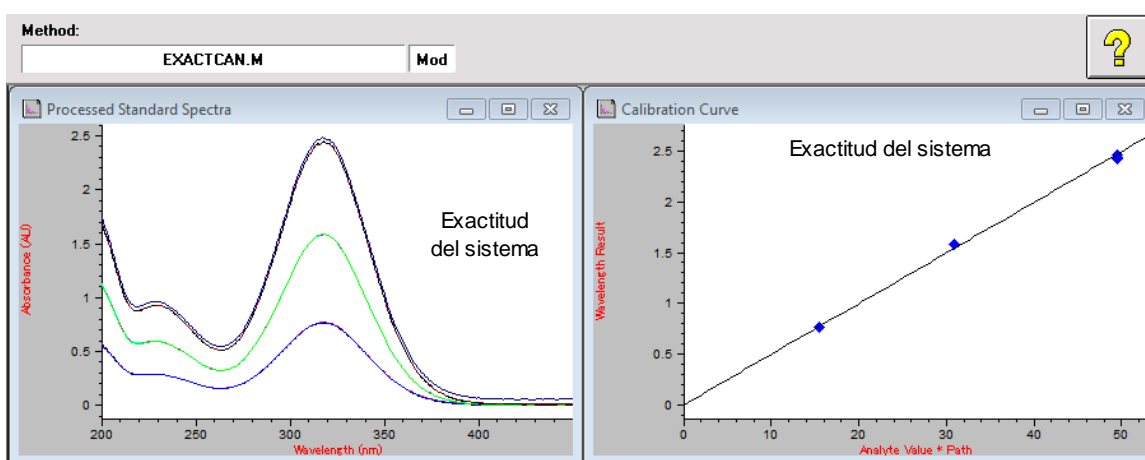 Method:
EXACTCAN.M
Mod
Processed Standard Spectra
Exactitud
del sistema
Absorbance (AU)
2.5
2
1.5
1
0.5
0
200
250
300
350
400
Wavelength (nm)
Calibration Curve
Exactitud del sistema
Wavelength Result
2.5
2
1.5
1
0.5
0
0
10
20
30
40
50
Analyte Value * Path